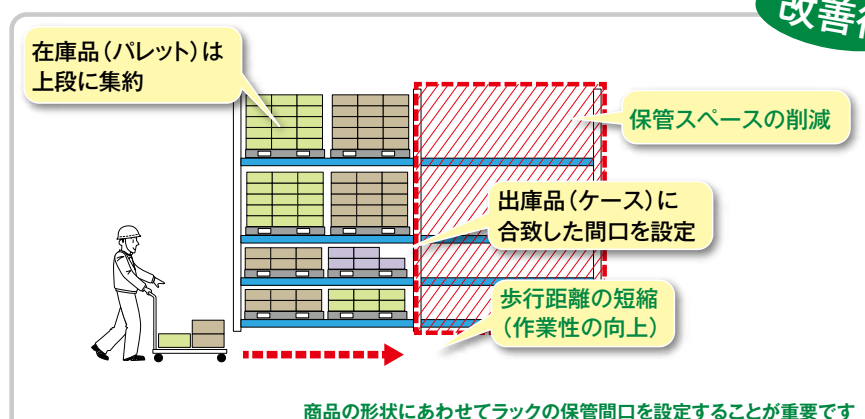 改善
在庫品（パレット）は
上段に集約
保管スペースの削減
出庫品（ケース）に
合致した間口を設定
歩行距離の短縮
（作業性の向上）
商品の形状にあわせてラックの保管間口を設定することが重要です